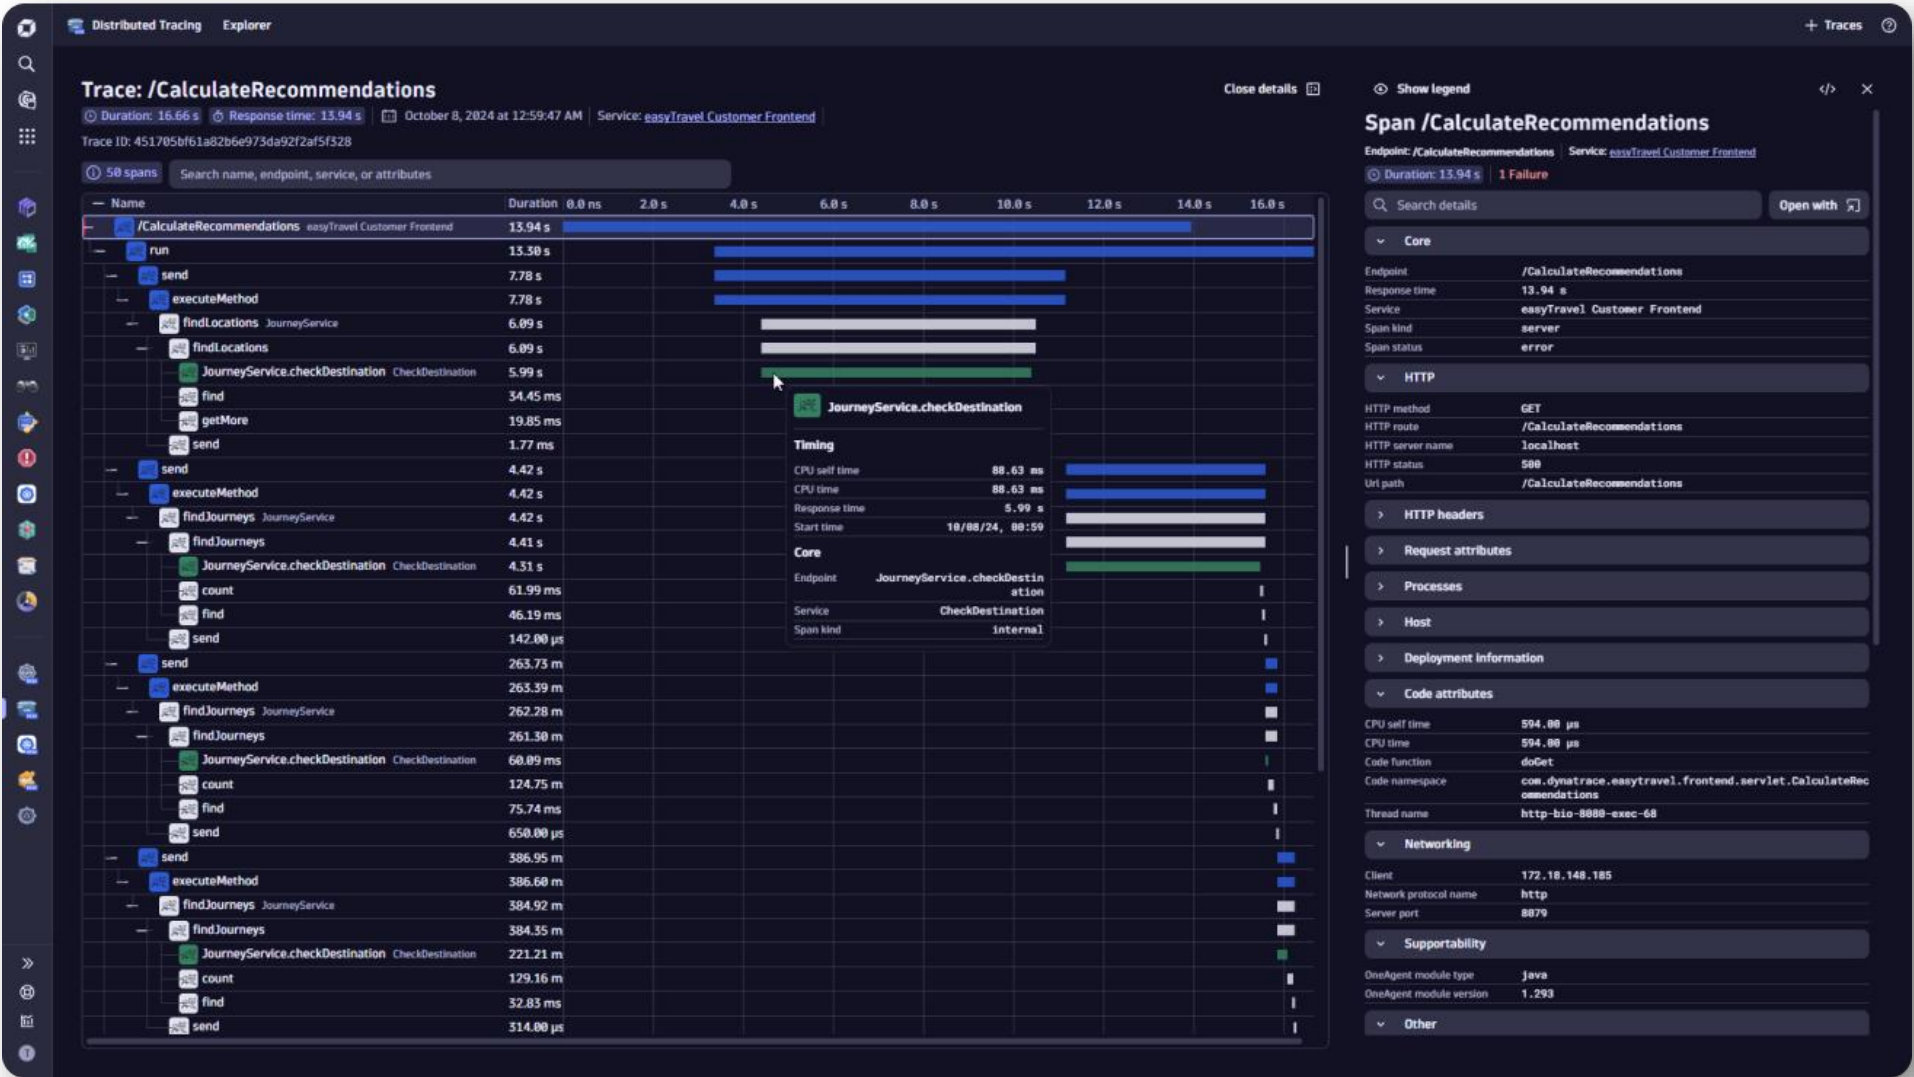 Distributed Tracing Explorer
+ Traces
Trace: /CalculateRecommendations
Close details
Duration: 16.66 s Response time: 13.94 s October 8, 2024 at 12:59:47 AM Service: easyTravel Customer Frontend
Trace ID: 451705bf61a82b6e973da92f2af5f328
50 spans Search name, endpoint, service, or attributes
Name Duration 0.0 ns 2.0 s 4.0 s 6.0 s 8.0 s 10.0 s 12.0 s 14.0 s 16.0 s
/CalculateRecommendations easyTravel Customer Frontend 13.94 s
run 13.30 s
send 7.78 s
executeMethod 7.78 s
findLocations JourneyService 6.09 s
findLocations 6.09 s
JourneyService.checkDestination CheckDestination 5.99 s
find 34.45 ms
getMore 19.85 ms
send 1.77 ms
send 4.42 s
executeMethod 4.42 s
findJourneys JourneyService 4.42 s
findJourneys 4.41 s
JourneyService.checkDestination CheckDestination 4.31 s
count 61.99 ms
find 46.19 ms
send 142.00 µs
send 263.73 m
executeMethod 263.39 m
findJourneys JourneyService 262.28 m
findJourneys 261.30 m
JourneyService.checkDestination CheckDestination 60.09 ms
count 124.75 m
find 75.74 ms
send 650.00 µs
send 386.95 m
executeMethod 386.60 m
findJourneys JourneyService 384.92 m
findJourneys 384.35 m
JourneyService.checkDestination CheckDestination 221.21 m
count 129.16 m
find 32.83 ms
send 314.00 µs
JourneyService.checkDestination
Timing
CPU self time 88.63 ms
CPU time 88.63 ms
Response time 5.99 s
Start time 10/08/24, 00:59
Core
Endpoint JourneyService.checkDestin
ation
Service CheckDestination
Span kind internal
Show legend </>
Span /CalculateRecommendations
Endpoint: /CalculateRecommendations Service: easyTravel Customer Frontend
Duration: 13.94 s 1 Failure
Search details Open with
Core
Endpoint /CalculateRecommendations
Response time 13.94 s
Service easyTravel Customer Frontend
Span kind server
Span status error
HTTP
HTTP method GET
HTTP route /CalculateRecommendations
HTTP server name localhost
HTTP status 500
Url path /CalculateRecommendations
HTTP headers
Request attributes
Processes
Host
Deployment information
Code attributes
CPU self time 594.00 µs
CPU time 594.00 µs
Code function doGet
Code namespace com.dynatrace.easytravel.frontend.servlet.CalculateRec
ommendations
Thread name http-bio-8080-exec-68
Networking
Client 172.18.148.185
Network protocol name http
Server port 8079
Supportability
OneAgent module type java
OneAgent module version 1.293
Other